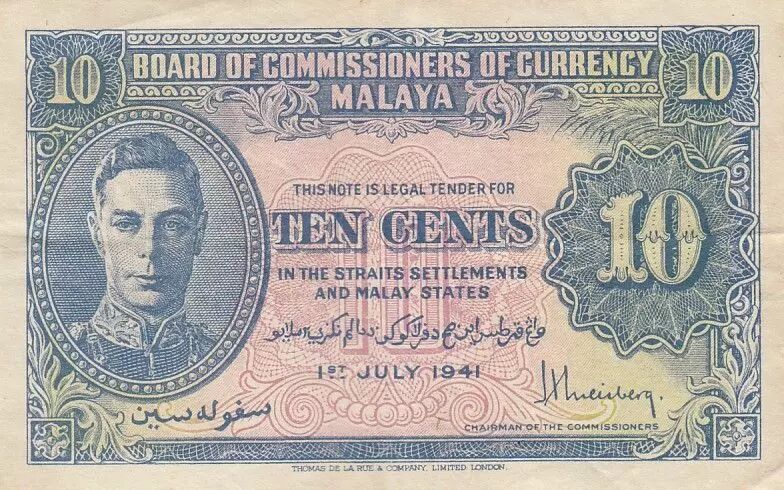 10 BOARD OF COMMISSIONERS OF CURRENCY 10
MALAYA
THIS NOTE IS LEGAL TENDER FOR
TEN CENTS
10
IN THE STRAITS SETTLEMENTS
AND MALAY STATES
1ST JULY 1941
سڤوله سين
CHAIRMAN OF THE COMMISSIONERS
THOMAS DE LA RUE & COMPANY, LIMITED LONDON.